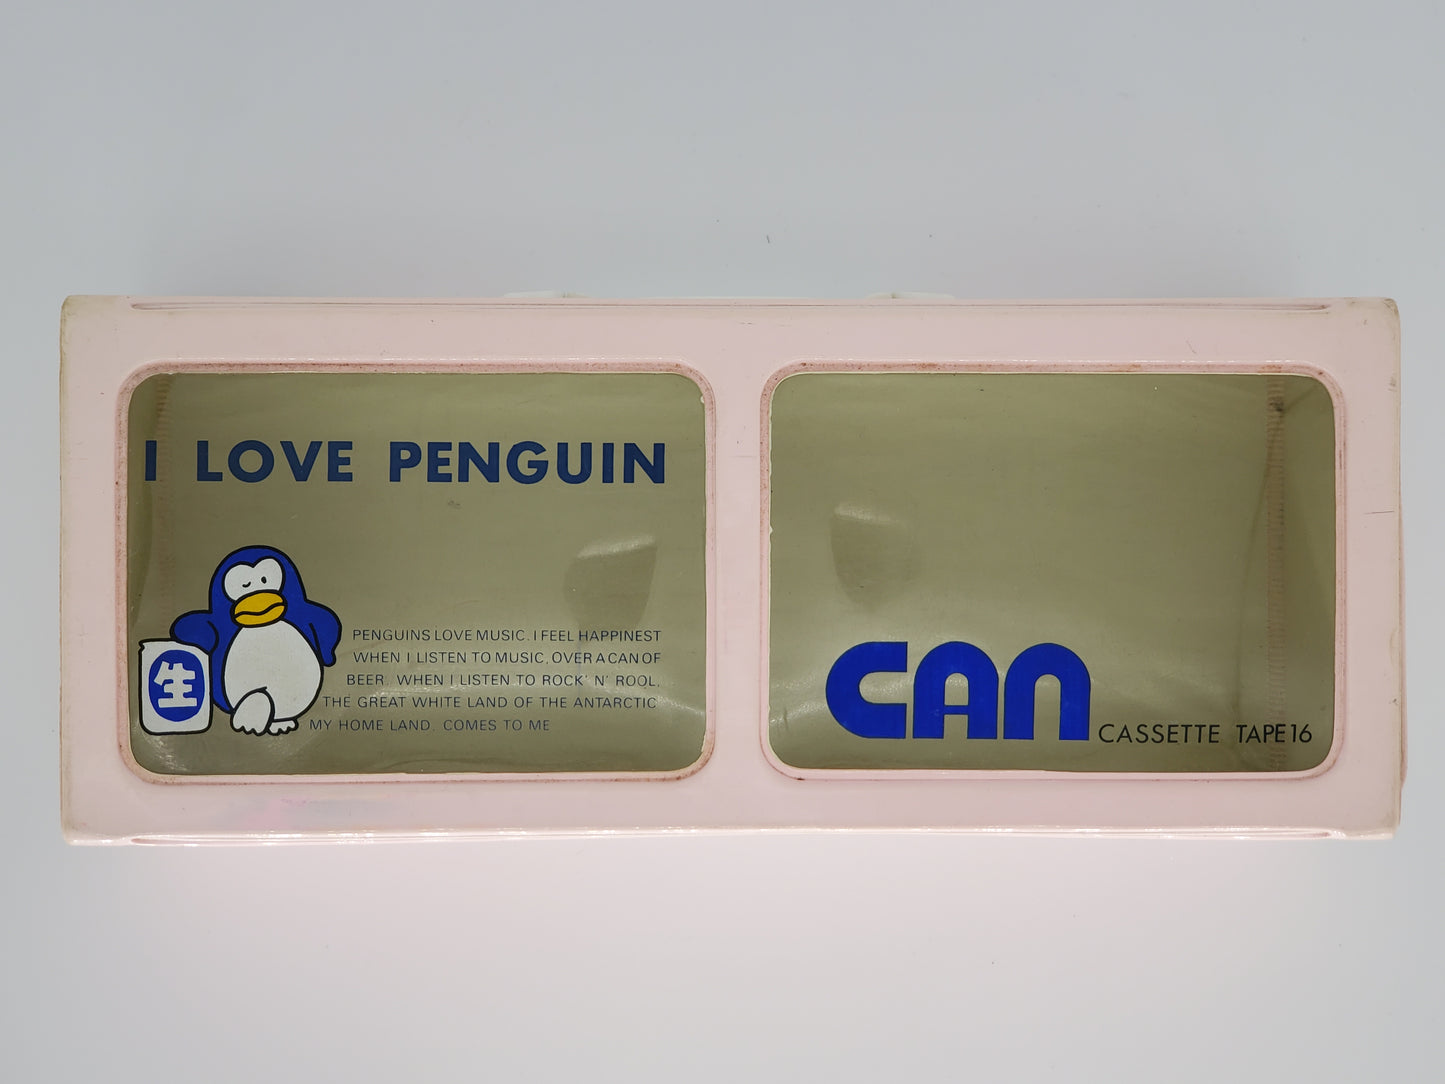 I LOVE PENGUIN
生
PENGUINS LOVE MUSIC. I FEEL HAPPINEST
WHEN I LISTEN TO MUSIC, OVER A CAN OF
BEER. WHEN I LISTEN TO ROCK' N' ROOL,
THE GREAT WHITE LAND OF THE ANTARCTIC
MY HOME LAND. COMES TO ME
CAN CASSETTE TAPE 16